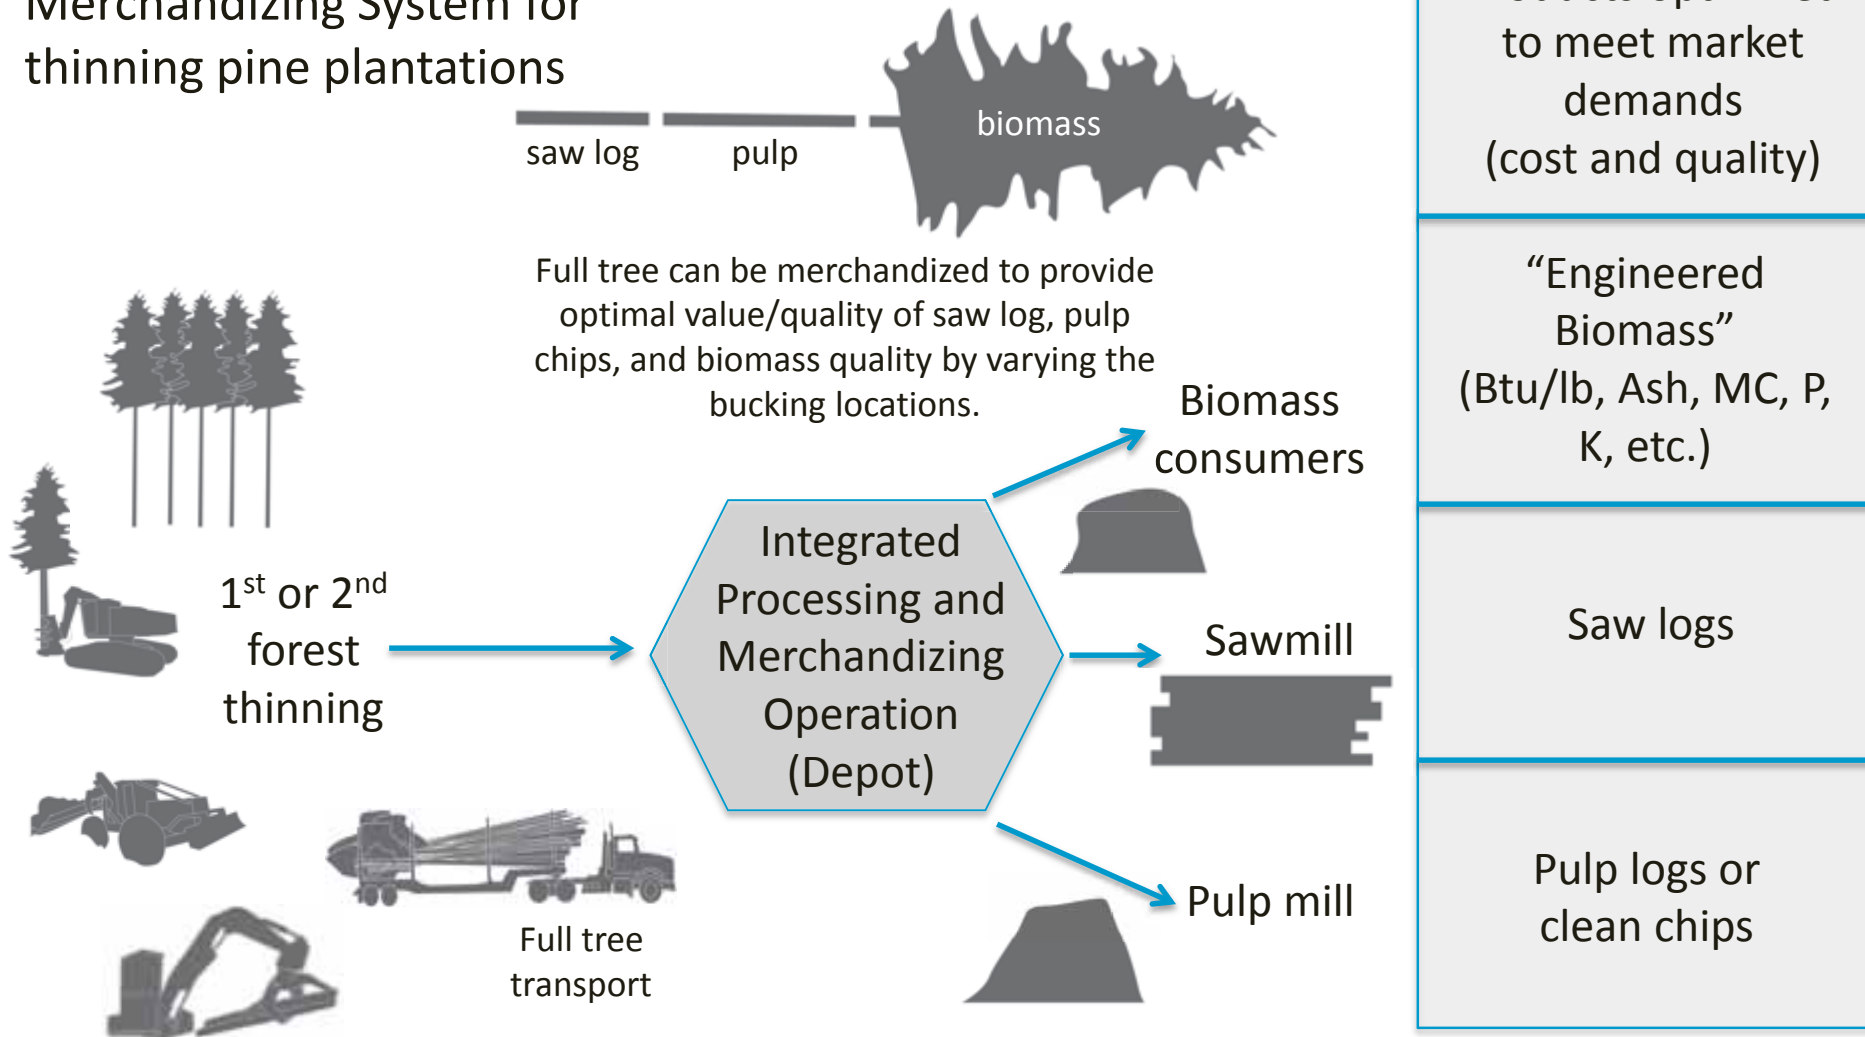 Merchandizing System for
thinning pine plantations
saw log
pulp
biomass
Full tree can be merchandized to provide
optimal value/quality of saw log, pulp
chips, and biomass quality by varying the
bucking locations.
1st or 2nd
forest
thinning
Full tree
transport
Integrated
Processing and
Merchandizing
Operation
(Depot)
Biomass
consumers
Sawmill
Pulp mill
to meet market
demands
(cost and quality)
“Engineered
Biomass”
(Btu/lb, Ash, MC, P,
K, etc.)
Saw logs
Pulp logs or
clean chips